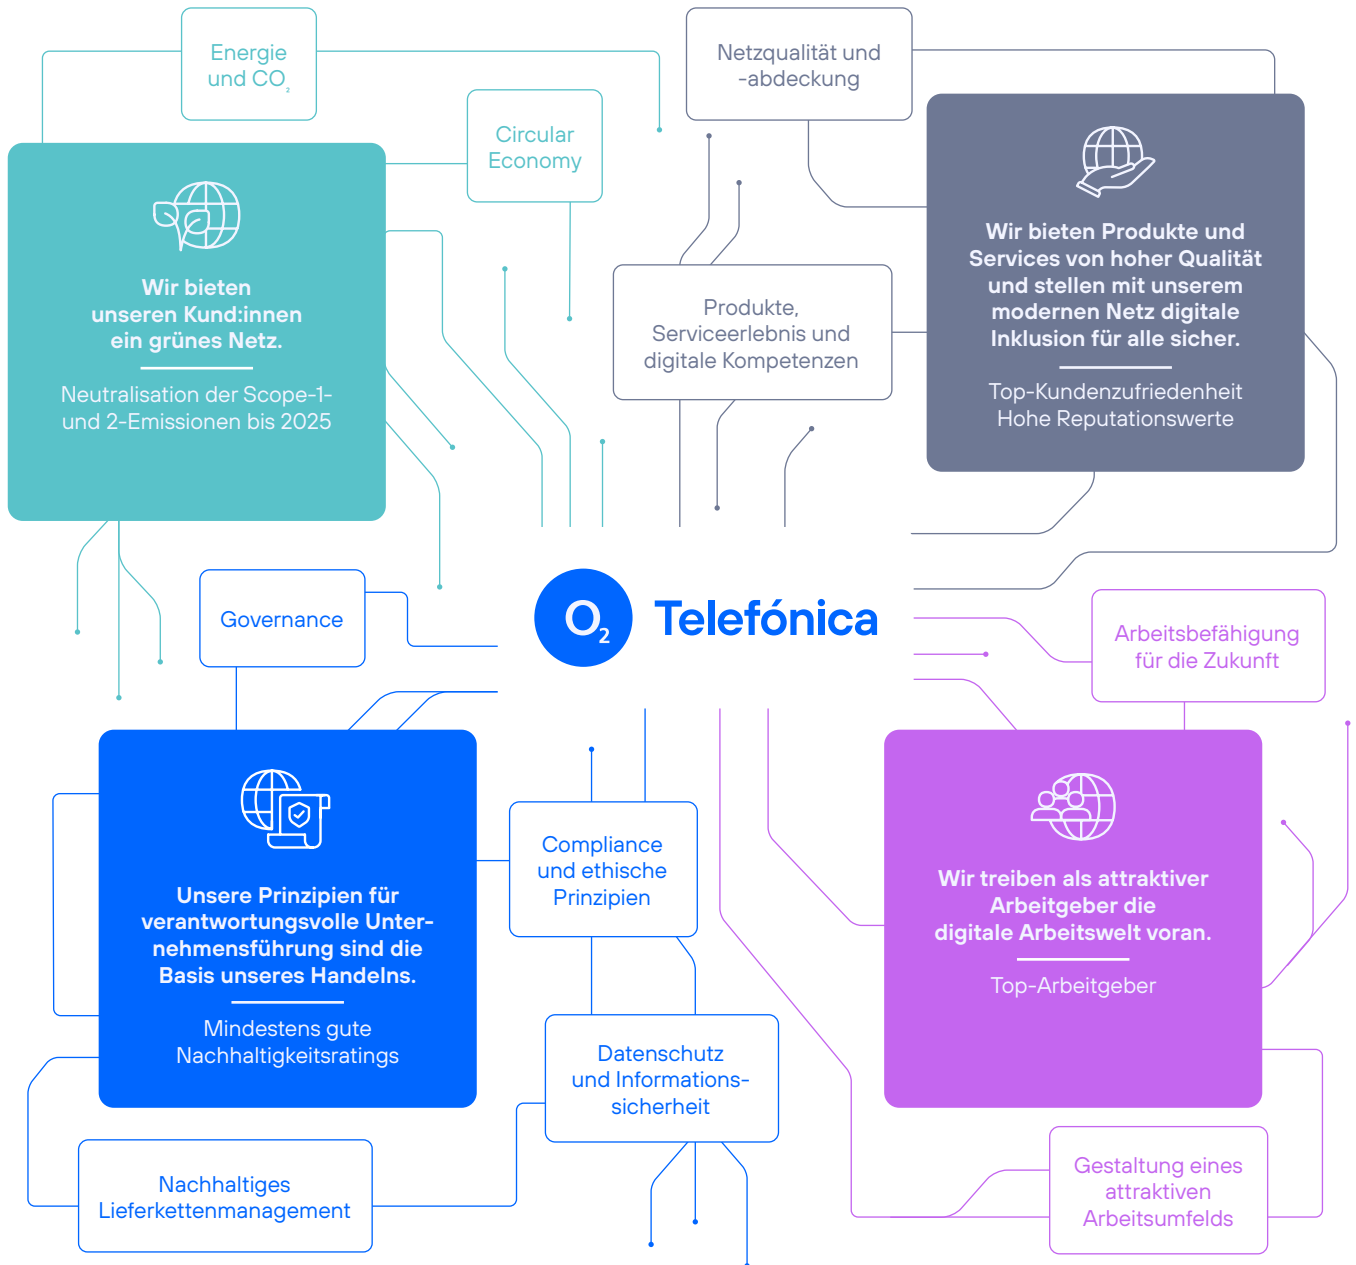 Energie
und CO₂
Circular
Economy
Wir bieten
unseren Kund:innen
ein grünes Netz.
Neutralisation der Scope-1-
und 2-Emissionen bis 2025
Netzqualität und
-abdeckung
Produkte,
Serviceerlebnis und
digitale Kompetenzen
Wir bieten Produkte und
Services von hoher Qualität
und stellen mit unserem
modernen Netz digitale
Inklusion für alle sicher.
Top-Kundenzufriedenheit
Hohe Reputationswerte
O₂ Telefónica
Governance
Unsere Prinzipien für
verantwortungsvolle Unter-
nehmensführung sind die
Basis unseres Handelns.
Mindestens gute
Nachhaltigkeitsratings
Compliance
und ethische
Prinzipien
Datenschutz
und Informations-
sicherheit
Nachhaltiges
Lieferkettenmanagement
Arbeitsbefähigung
für die Zukunft
Wir treiben als attraktiver
Arbeitgeber die
digitale Arbeitswelt voran.
Top-Arbeitgeber
Gestaltung eines
attraktiven
Arbeitsumfelds